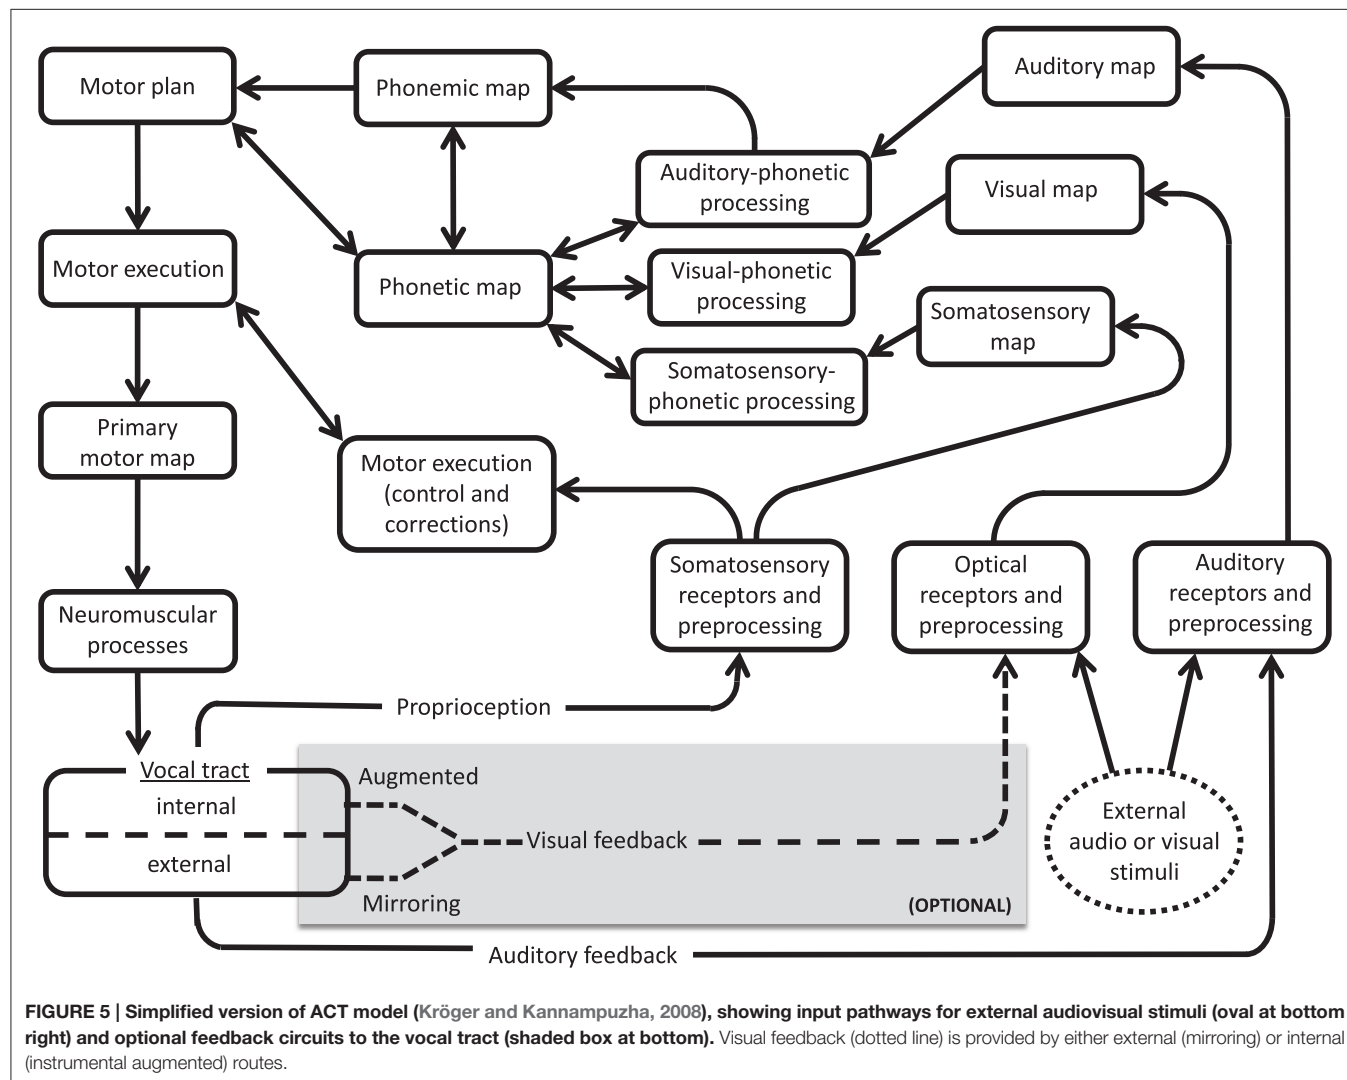 Motor plan
Phonemic map
Auditory map
Auditory-phonetic
processing
Visual map
Motor execution
Phonetic map
Visual-phonetic
processing
Somatosensory
map
Somatosensory-
phonetic processing
Primary
motor map
Motor execution
(control and
corrections)
Somatosensory
receptors and
preprocessing
Optical
receptors and
preprocessing
Auditory
receptors and
preprocessing
Neuromuscular
processes
Proprioception
Vocal tract
internal
external
Augmented
Visual feedback
Mirroring
(OPTIONAL)
External
audio or visual
stimuli
Auditory feedback
FIGURE 5 | Simplified version of ACT model (Kröger and Kannampuzha, 2008), showing input pathways for external audiovisual stimuli (oval at bottom
right) and optional feedback circuits to the vocal tract (shaded box at bottom). Visual feedback (dotted line) is provided by either external (mirroring) or internal
(instrumental augmented) routes.